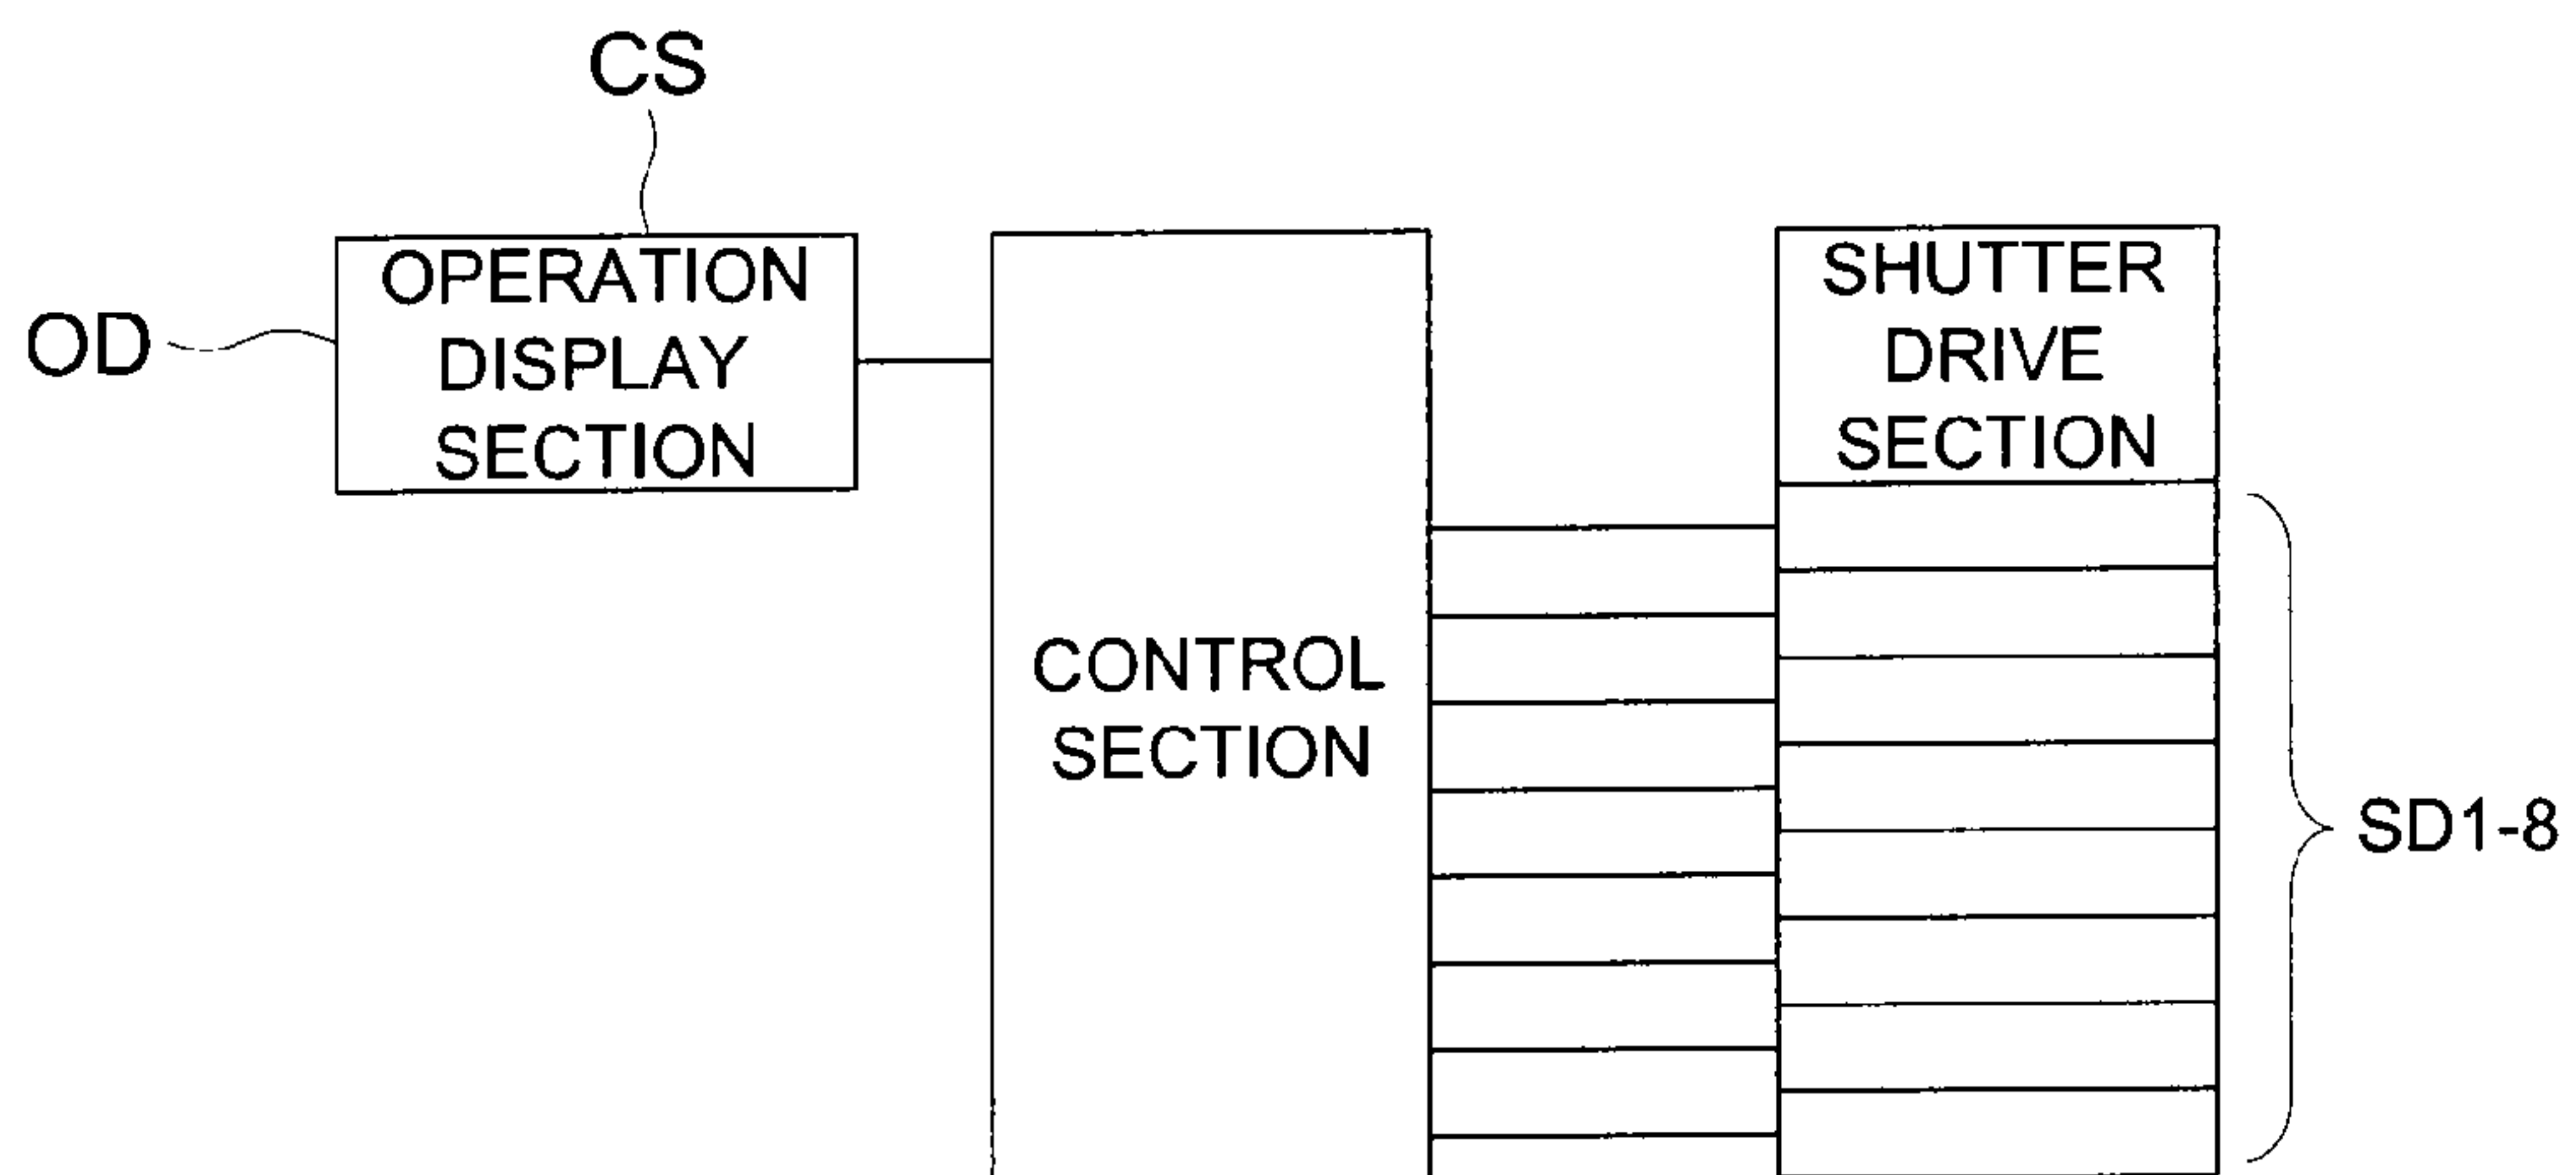 CS
OD
OPERATION
DISPLAY
SECTION
CONTROL
SECTION
SHUTTER
DRIVE
SECTION
SD1-8